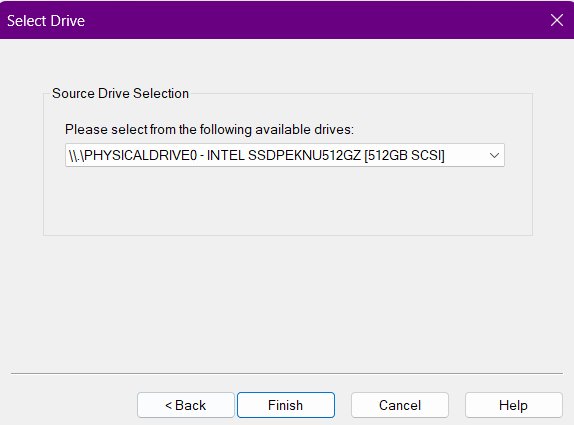 Select Drive
Source Drive Selection
Please select from the following available drives:
\\.\PHYSICALDRIVE0 - INTEL SSDPEKNU512GZ [512GB SCSI]
< Back
Finish
Cancel
Help